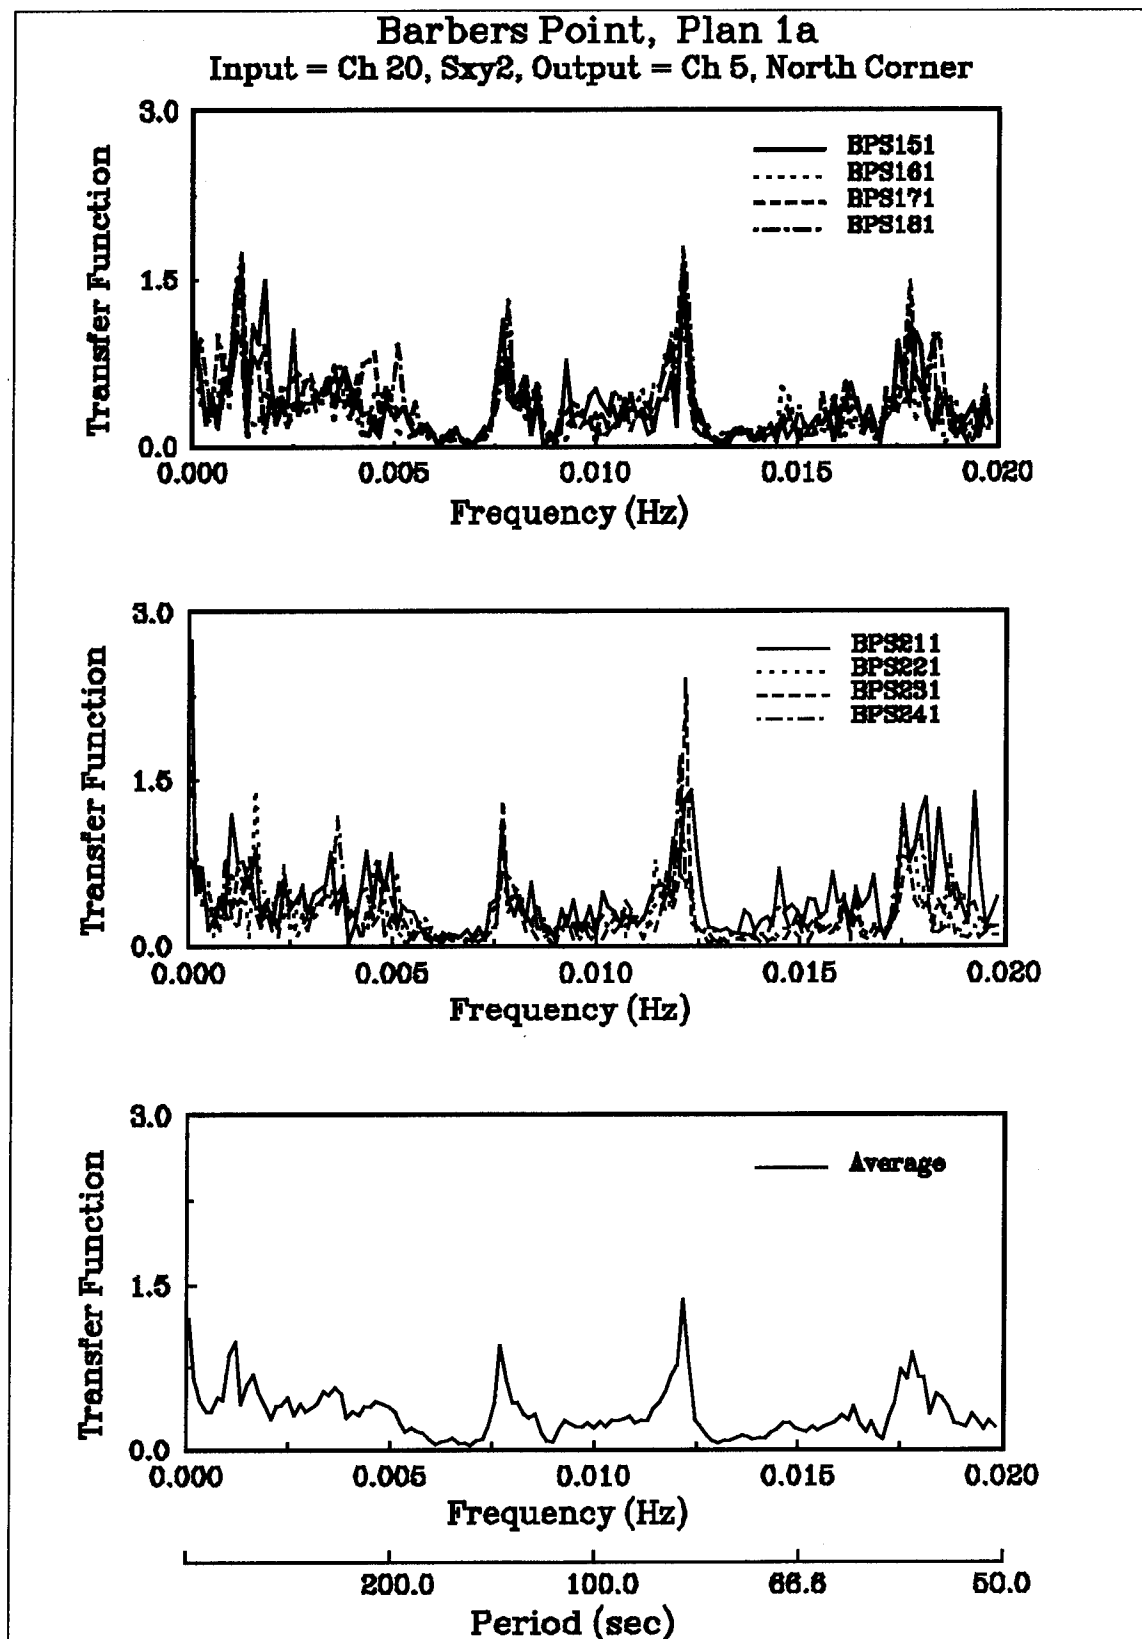 Barbers Point, Plan 1a
Input = Ch 20, Sxy2, Output = Ch 5, North Corner
3.0
1.5
0.0
Transfer Function
BPS151
BPS161
BPS171
BPS181
0.000 0.005 0.010 0.015 0.020
Frequency (Hz)
3.0
1.5
0.0
Transfer Function
BPS211
BPS221
BPS231
BPS241
0.000 0.005 0.010 0.015 0.020
Frequency (Hz)
3.0
1.5
0.0
Transfer Function
Average
0.000 0.005 0.010 0.015 0.020
Frequency (Hz)
200.0 100.0 66.6 50.0
Period (sec)